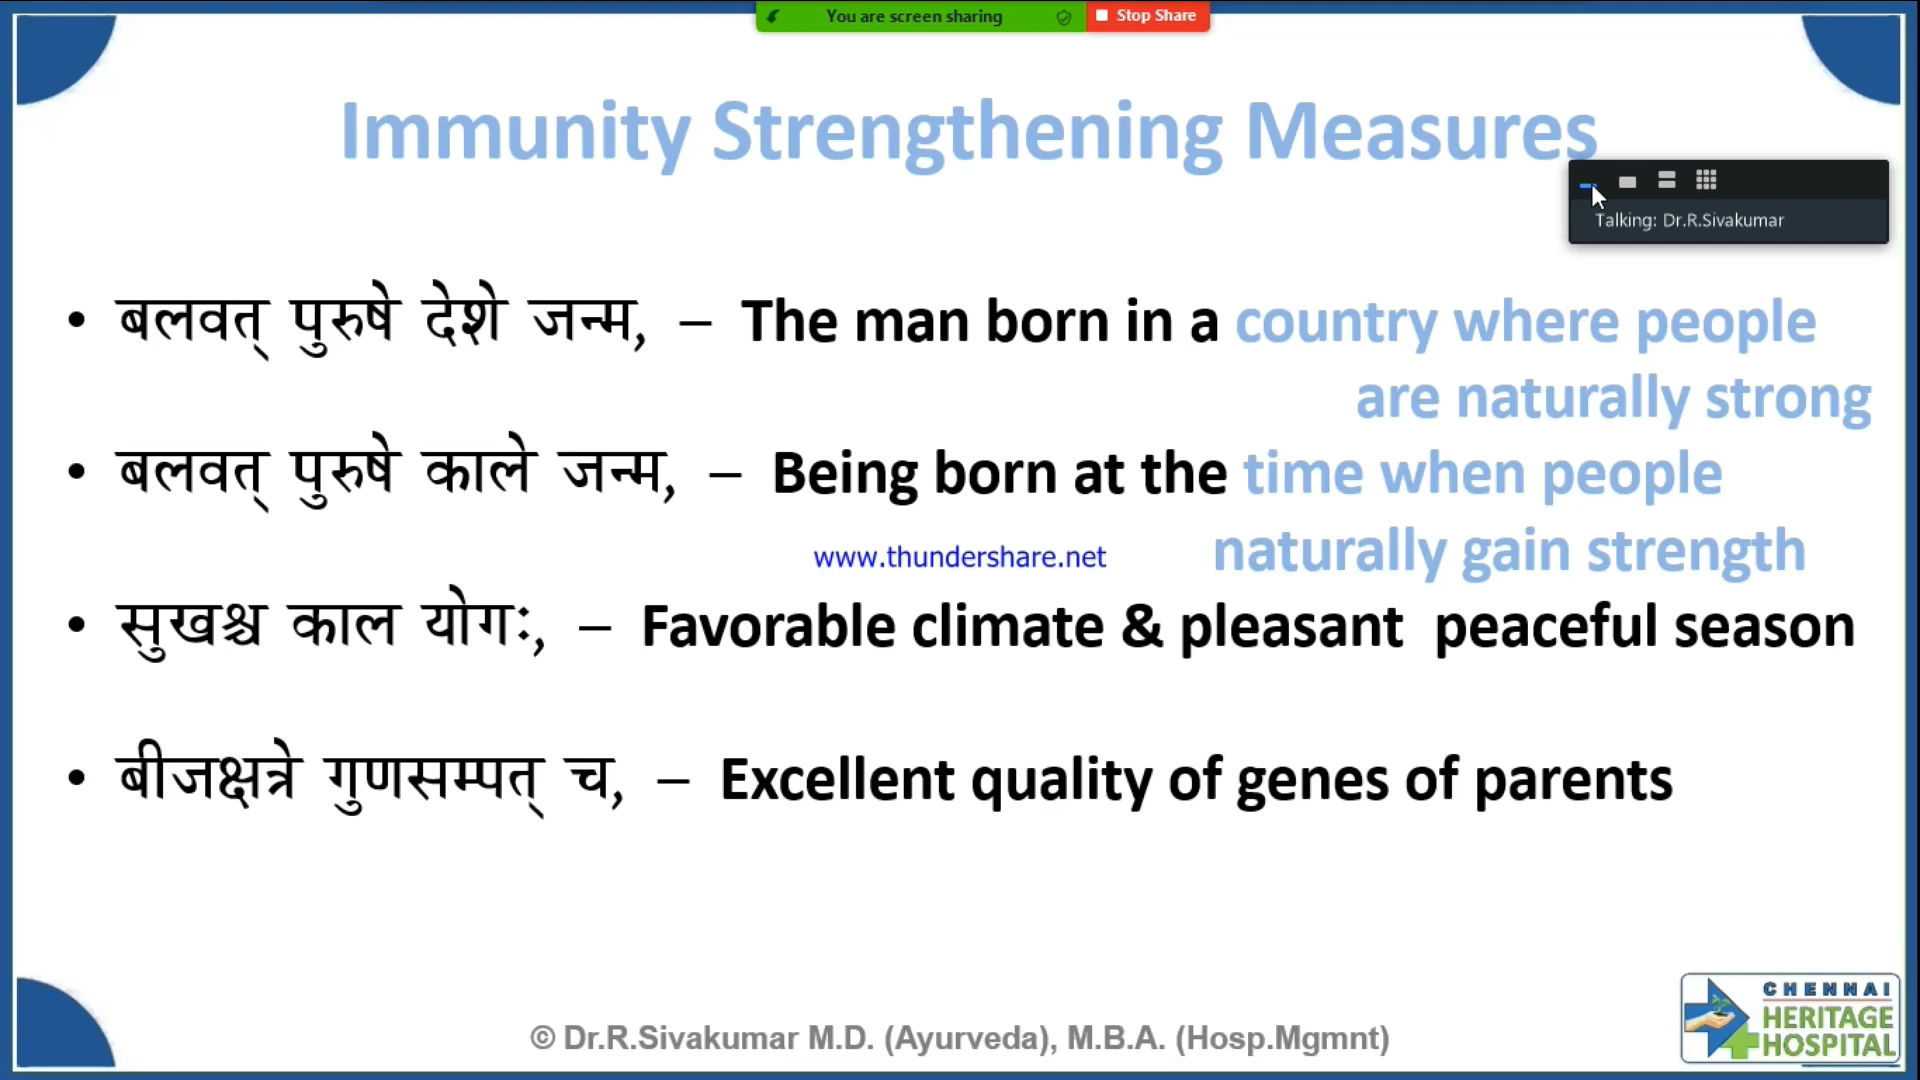 You are screen sharing
Stop Share
Immunity Strengthening Measures
Talking: Dr.R.Sivakumar
• बलवत् पुरुषे देशे जन्म, – The man born in a country where people
are naturally strong
• बलवत् पुरुषे काले जन्म, – Being born at the time when people
www.thundershare.net naturally gain strength
• सुखश्च काल योगः, – Favorable climate & pleasant peaceful season
• बीजक्षत्रे गुणसम्पत् च, – Excellent quality of genes of parents
© Dr.R.Sivakumar M.D. (Ayurveda), M.B.A. (Hosp.Mgmnt)
CHENNAI
HERITAGE
HOSPITAL